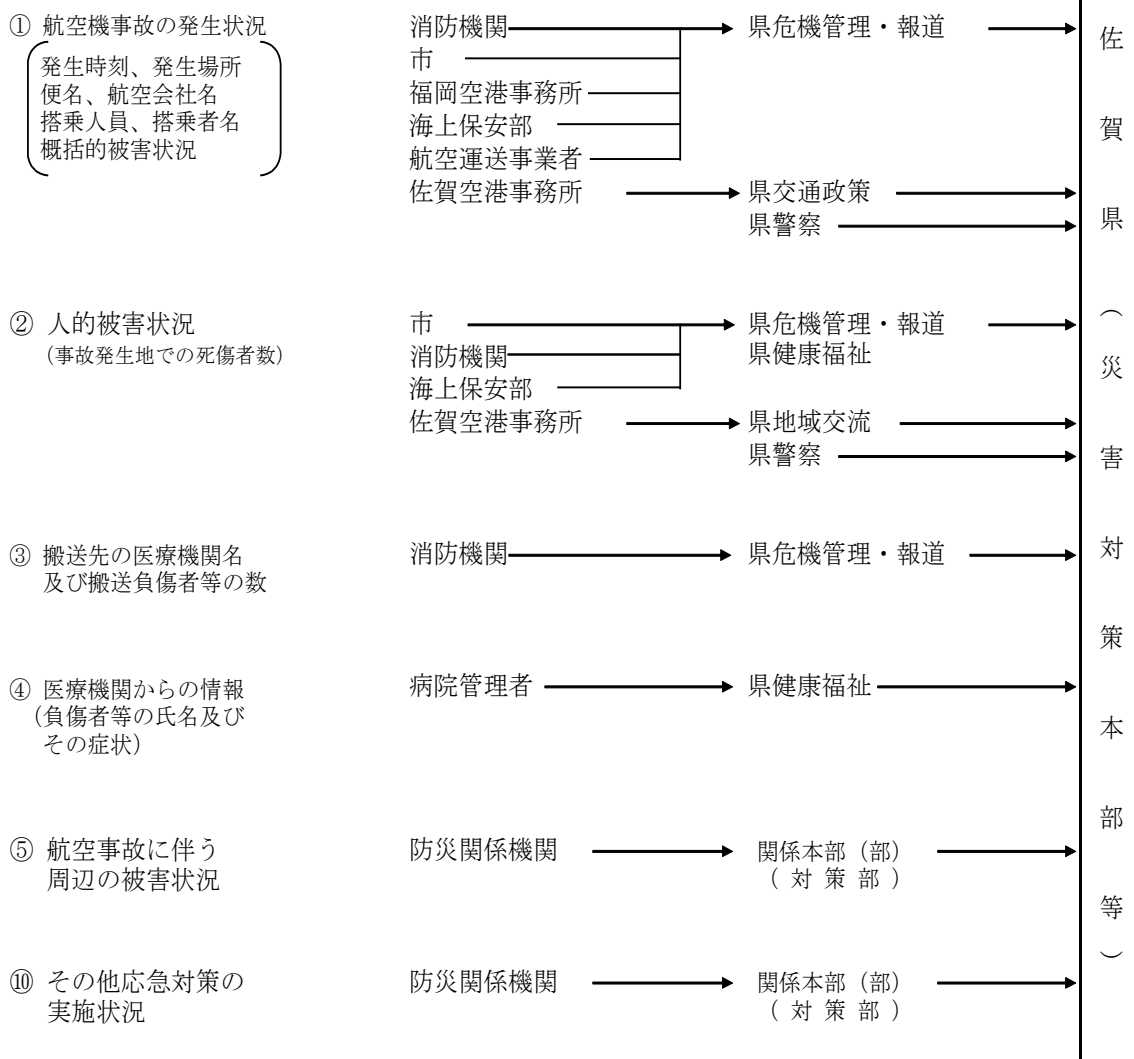 ① 航空機事故の発生状況
発生時刻、発生場所
便名、航空会社名
搭乗人員、搭乗者名
概括的被害状況
消防機関
市
福岡空港事務所
海上保安部
航空運送事業者
佐賀空港事務所
県危機管理・報道
県交通政策
県警察
② 人的被害状況
(事故発生地での死傷者数)
市
消防機関
海上保安部
佐賀空港事務所
県危機管理・報道
県健康福祉
県地域交流
県警察
③ 搬送先の医療機関名
及び搬送負傷者等の数
消防機関
県危機管理・報道
④ 医療機関からの情報
(負傷者等の氏名及び
その症状)
病院管理者
県健康福祉
⑤ 航空事故に伴う
周辺の被害状況
防災関係機関
関係本部(部)
( 対 策 部 )
⑩ その他応急対策の
実施状況
防災関係機関
関係本部(部)
( 対 策 部 )
佐賀県(災害対策本部等)